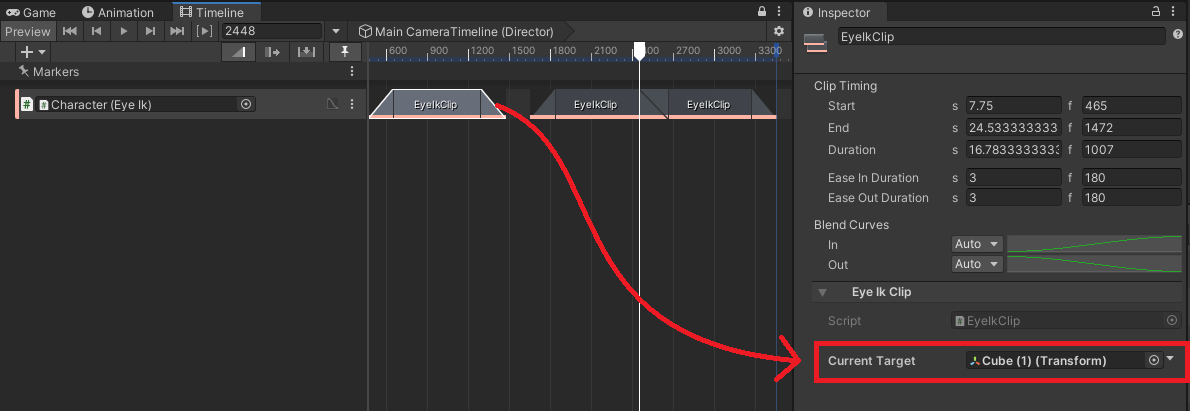 Game
Animation
Timeline
Preview
2448
Main CameraTimeline (Director)
600
900
1200
1500
1800
2100
2700
3000
3300
Markers
Character (Eye Ik)
EyeIkClip
EyeIkClip
EyeIkClip
Inspector
EyeIkClip
Clip Timing
Start s 7.75 f 465
End s 24.533333333 f 1472
Duration s 16.7833333333 f 1007
Ease In Duration s 3 f 180
Ease Out Duration s 3 f 180
Blend Curves
In Auto
Out Auto
Eye Ik Clip
Script EyeIkClip
Current Target Cube (1) (Transform)